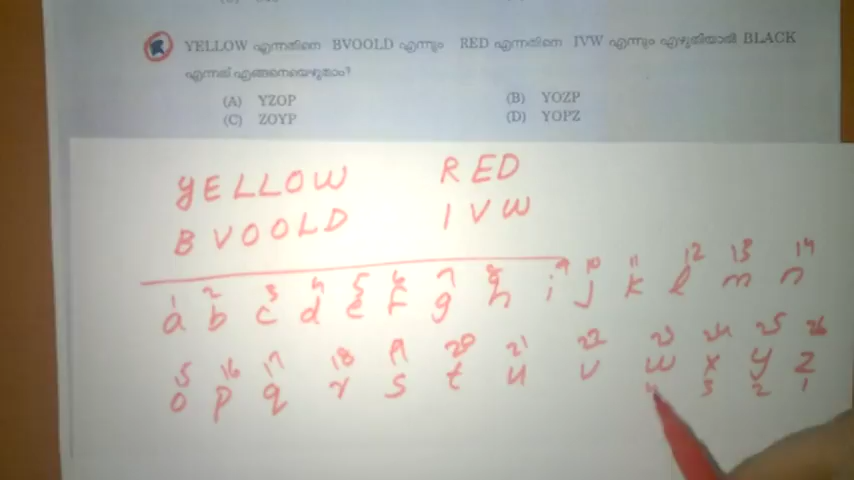 YELLOW എന്നതിനെ BVOOLD എന്നും RED എന്നതിനെ IVW എന്നും എഴുതിയാൽ BLACK
എന്നത് എങ്ങനെയെഴുതാം?
(A) YZOP (B) YOZP
(C) ZOYP (D) YOPZ
YELLOW RED
BVOOLD IVW
1 2 3 4 5 6 7 8 9 10 11 12 13 14
a b c d e f g h i j k l m n
15 16 17 18 19 20 21 22 23 24 25 26
o p q r s t u v w x y z
4 3 2 1